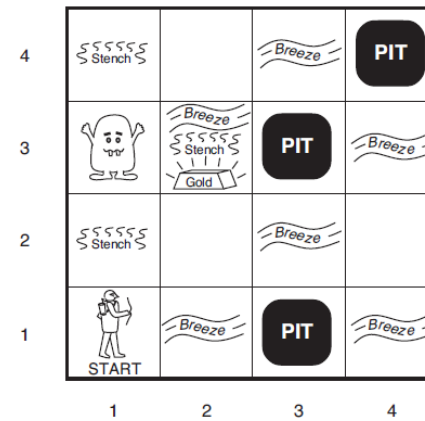 4
Stench
Breeze
PIT
3
Breeze
Stench
Gold
PIT
Breeze
2
Stench
Breeze
1
START
Breeze
PIT
Breeze
1 2 3 4